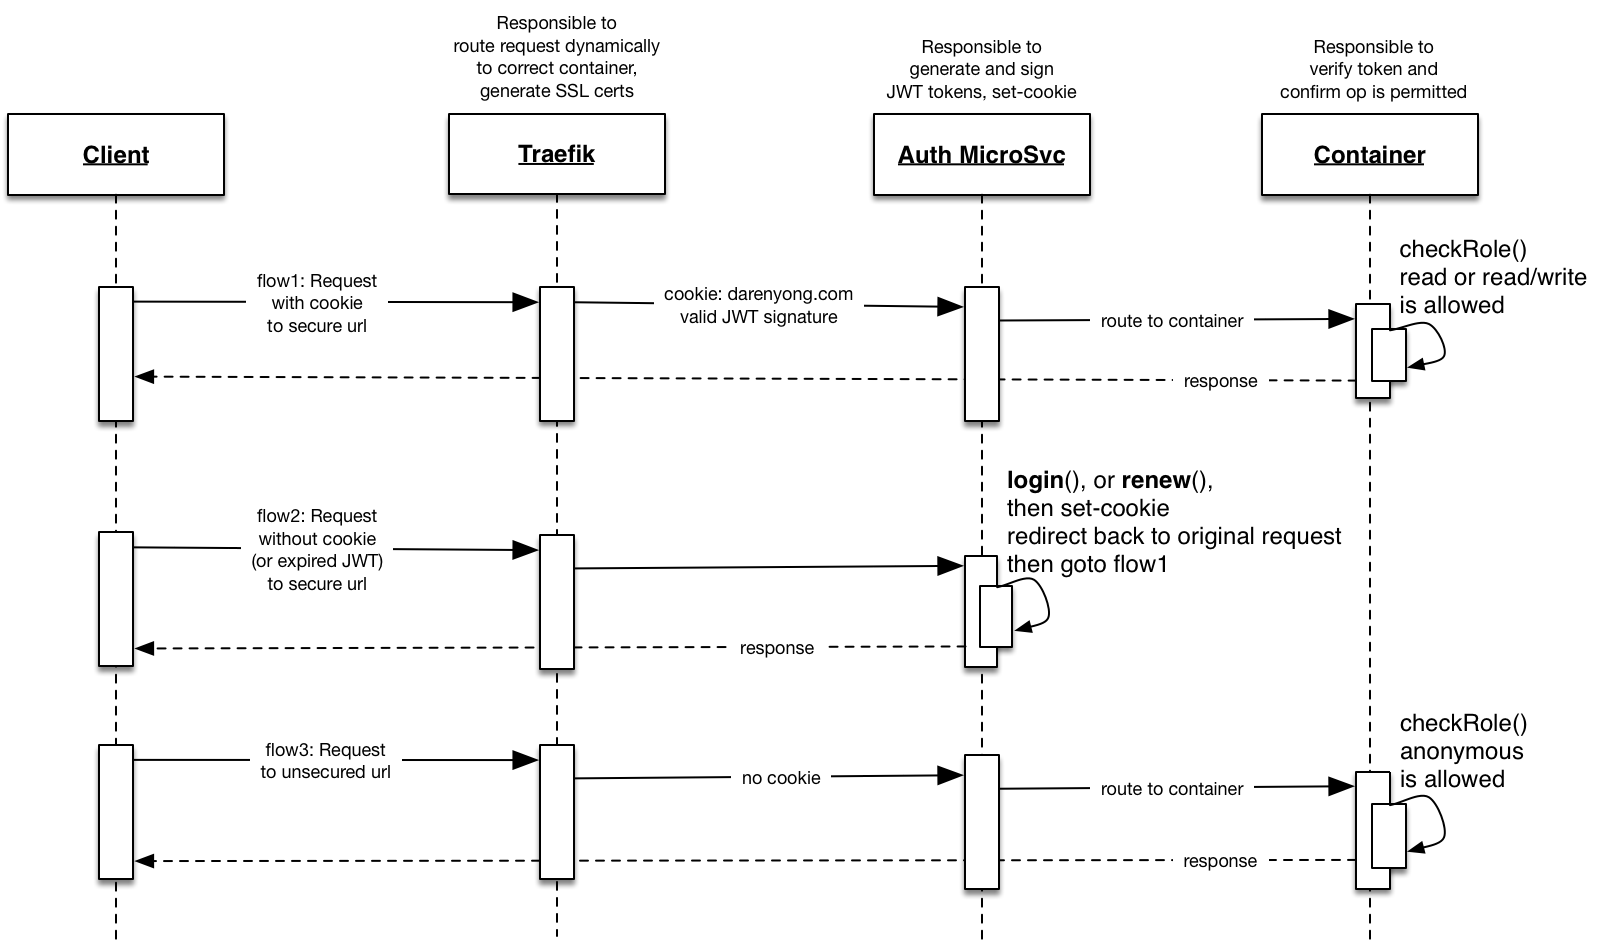 Responsible to
route request dynamically
to correct container,
generate SSL certs
Responsible to
generate and sign
JWT tokens, set-cookie
Responsible to
verify token and
confirm op is permitted
Client
Traefik
Auth MicroSvc
Container
flow1: Request
with cookie
to secure url
cookie: darenyong.com
valid JWT signature
route to container
checkRole()
read or read/write
is allowed
response
flow2: Request
without cookie
(or expired JWT)
to secure url
login(), or renew(),
then set-cookie
redirect back to original request
then goto flow1
response
flow3: Request
to unsecured url
no cookie
route to container
checkRole()
anonymous
is allowed
response